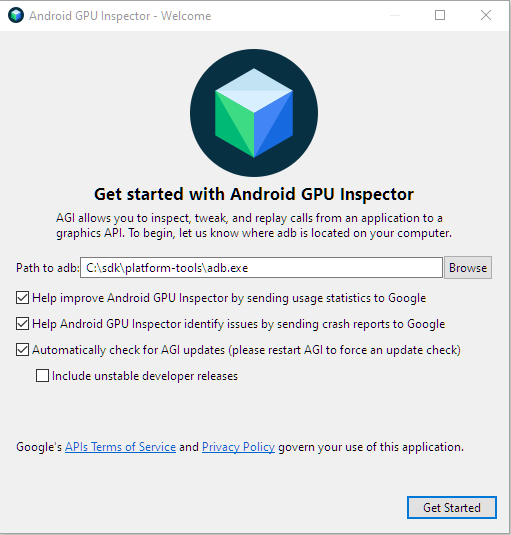 Android GPU Inspector - Welcome
Get started with Android GPU Inspector
AGI allows you to inspect, tweak, and replay calls from an application to a
graphics API. To begin, let us know where adb is located on your computer.
Path to adb: C:\sdk\platform-tools\adb.exe Browse
Help improve Android GPU Inspector by sending usage statistics to Google
Help Android GPU Inspector identify issues by sending crash reports to Google
Automatically check for AGI updates (please restart AGI to force an update check)
Include unstable developer releases
Google's APIs Terms of Service and Privacy Policy govern your use of this application.
Get Started